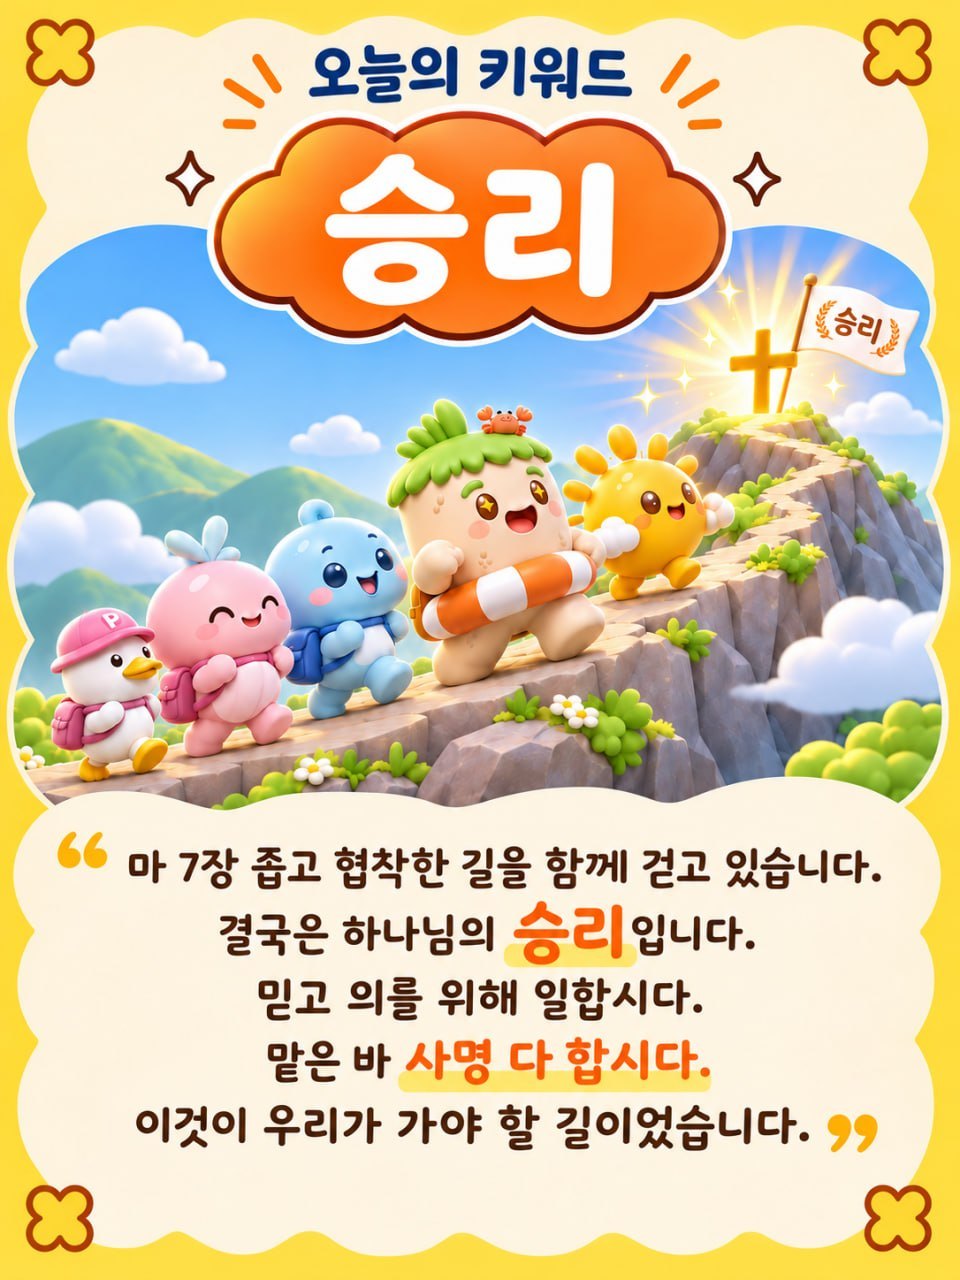 오늘의 키워드
승리
승리
P
“ 마 7장 좁고 협착한 길을 함께 걷고 있습니다.
결국은 하나님의 승리입니다.
믿고 의를 위해 일합시다.
맡은 바 사명 다 합시다.
이것이 우리가 가야 할 길이었습니다. ”